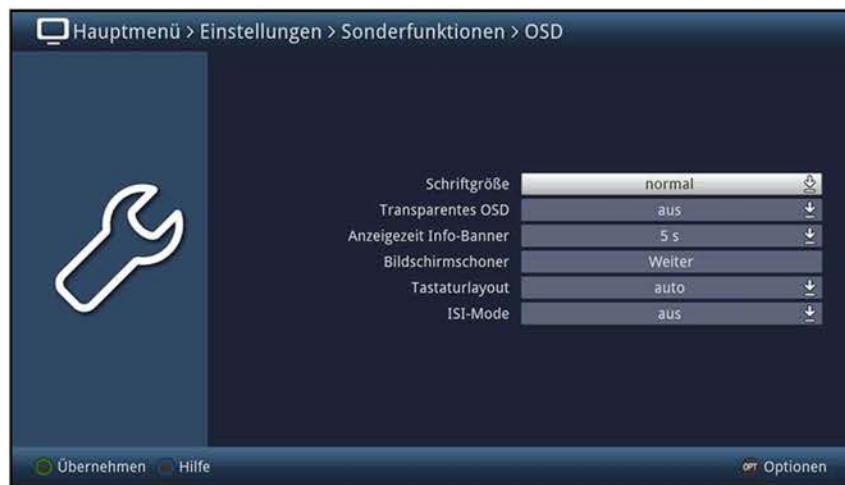 Hauptmenü > Einstellungen > Sonderfunktionen > OSD
Schriftgröße normal
Transparentes OSD aus
Anzeigezeit Info-Banner 5 s
Bildschirmschoner Weiter
Tastaturlayout auto
ISI-Mode aus
Übernehmen Hilfe OPT Optionen